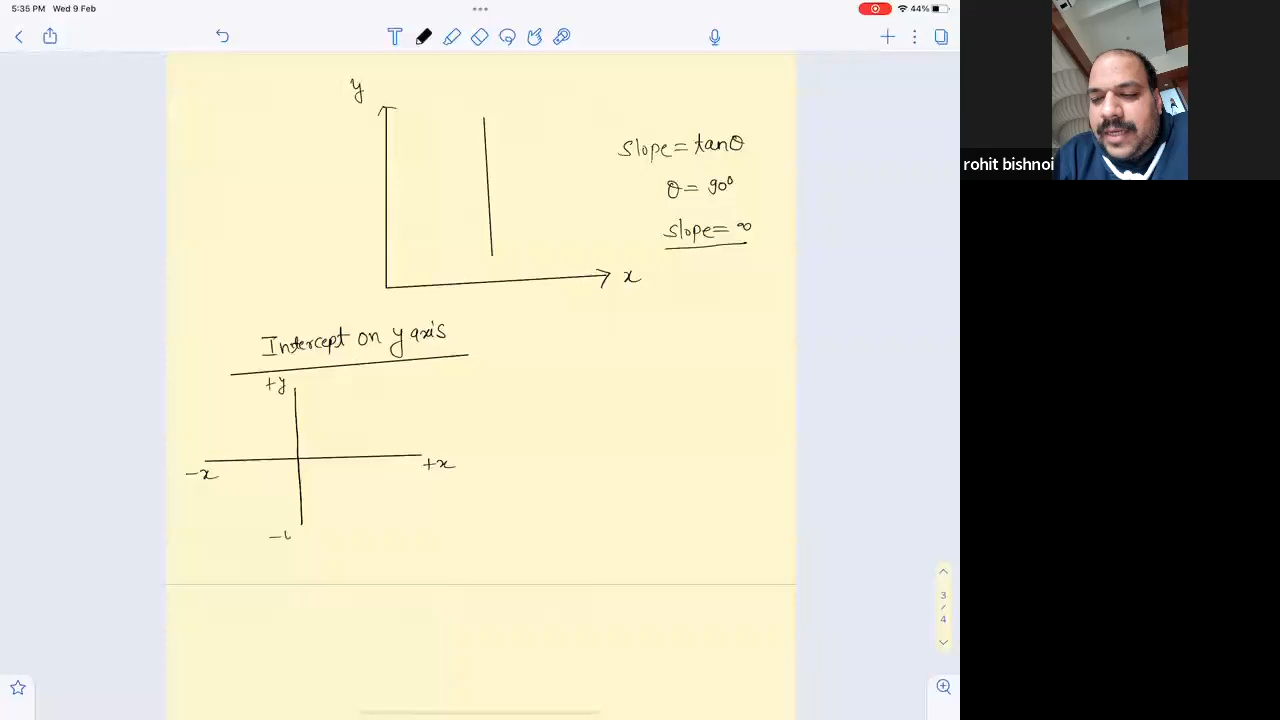 5:35 PM Wed 9 Feb
44%
y
slope = tanθ
θ = 90°
slope = ∞
x
rohit bishnoi
Intercept on y axis
+y
-x
+x
3
/
4